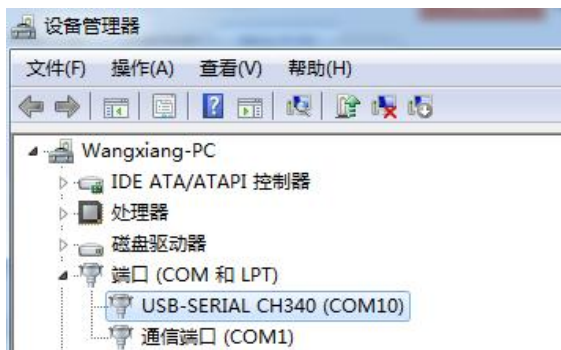 设备管理器
文件(F) 操作(A) 查看(V) 帮助(H)
Wangxiang-PC
IDE ATA/ATAPI 控制器
处理器
磁盘驱动器
端口 (COM 和 LPT)
USB-SERIAL CH340 (COM10)
通信端口 (COM1)